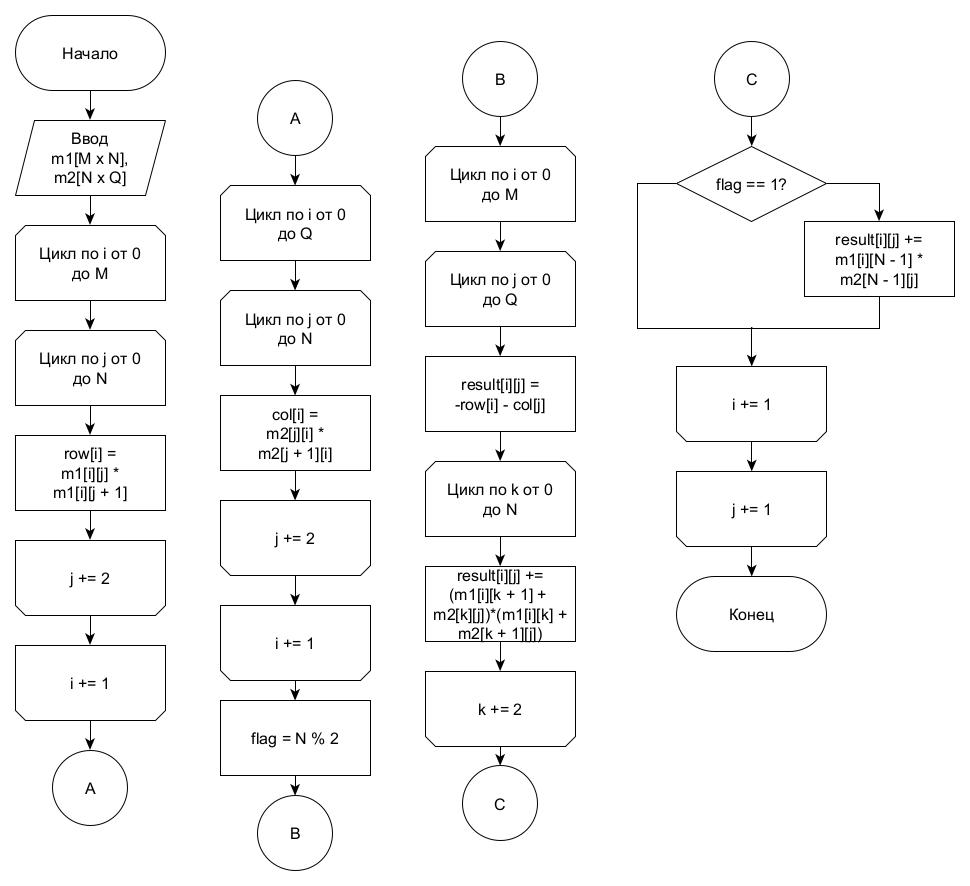 Начало
Ввод
m1[M x N],
m2[N x Q]
Цикл по i от 0
до M
Цикл по j от 0
до N
row[i] =
m1[i][j] *
m1[i][j + 1]
j += 2
i += 1
A
A
Цикл по i от 0
до Q
Цикл по j от 0
до N
col[i] =
m2[j][i] *
m2[j + 1][i]
j += 2
i += 1
flag = N % 2
B
B
Цикл по i от 0
до M
Цикл по j от 0
до Q
result[i][j] =
-row[i] - col[j]
Цикл по k от 0
до N
result[i][j] +=
(m1[i][k + 1] +
m2[k][j])*(m1[i][k] +
m2[k + 1][j])
k += 2
C
C
flag == 1?
result[i][j] +=
m1[i][N - 1] *
m2[N - 1][j]
i += 1
j += 1
Конец